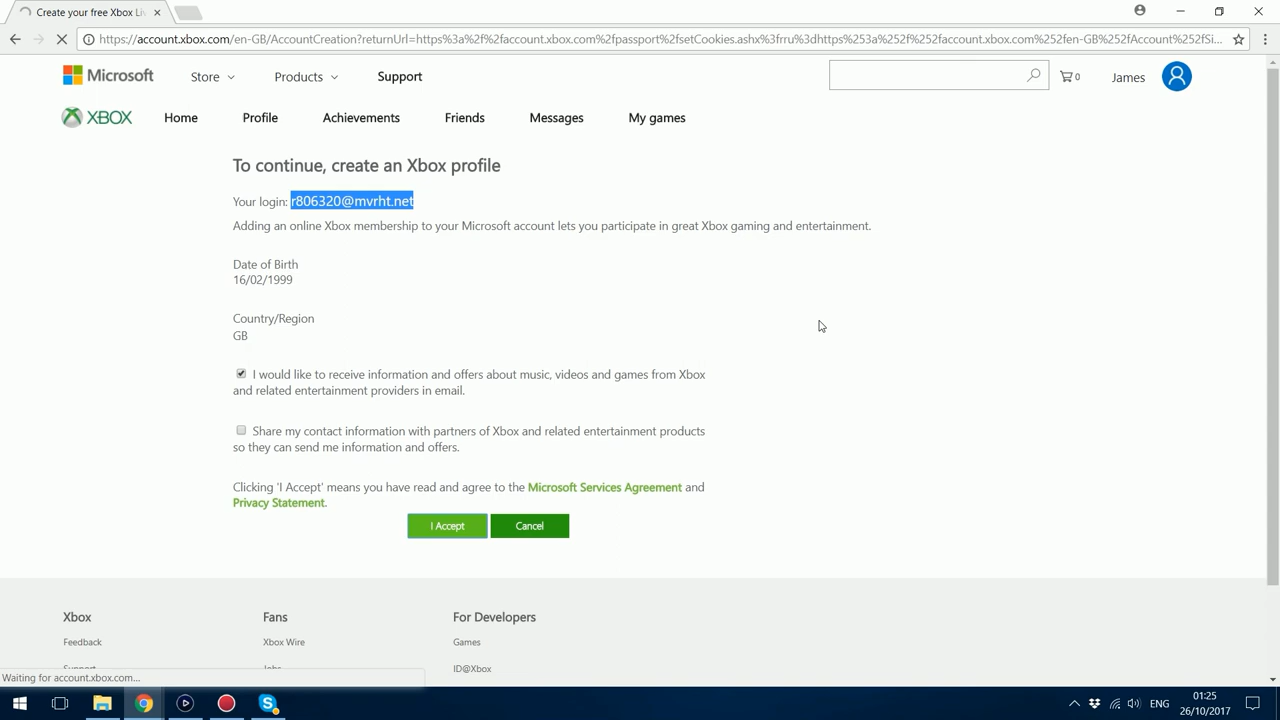 Create your free Xbox Li
https://account.xbox.com/en-GB/AccountCreation?returnUrl=https%3a%2f%2faccount.xbox.com%2fpassport%2fsetCookies.ashx%3frru%3dhttps%253a%252f%252faccount.xbox.com%252fen-GB%252fAccount%252fSi...
Microsoft Store Products Support 0 James
XBOX Home Profile Achievements Friends Messages My games
To continue, create an Xbox profile
Your login: r806320@mvrht.net
Adding an online Xbox membership to your Microsoft account lets you participate in great Xbox gaming and entertainment.
Date of Birth
16/02/1999
Country/Region
GB
I would like to receive information and offers about music, videos and games from Xbox
and related entertainment providers in email.
Share my contact information with partners of Xbox and related entertainment products
so they can send me information and offers.
Clicking 'I Accept' means you have read and agree to the Microsoft Services Agreement and
Privacy Statement.
I Accept Cancel
Xbox Fans For Developers
Feedback Xbox Wire Games
Support Jobs ID@Xbox
Waiting for account.xbox.com...
ENG 01:25
26/10/2017